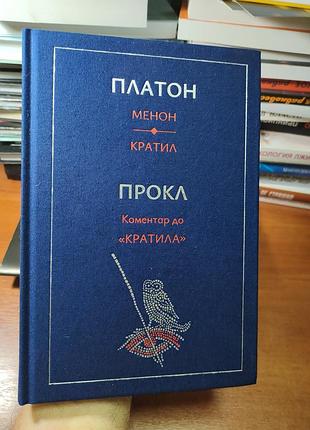 ПЛАТОН
МЕНОН
КРАТИЛ
ПРОКЛ
Коментар до
«КРАТИЛА»